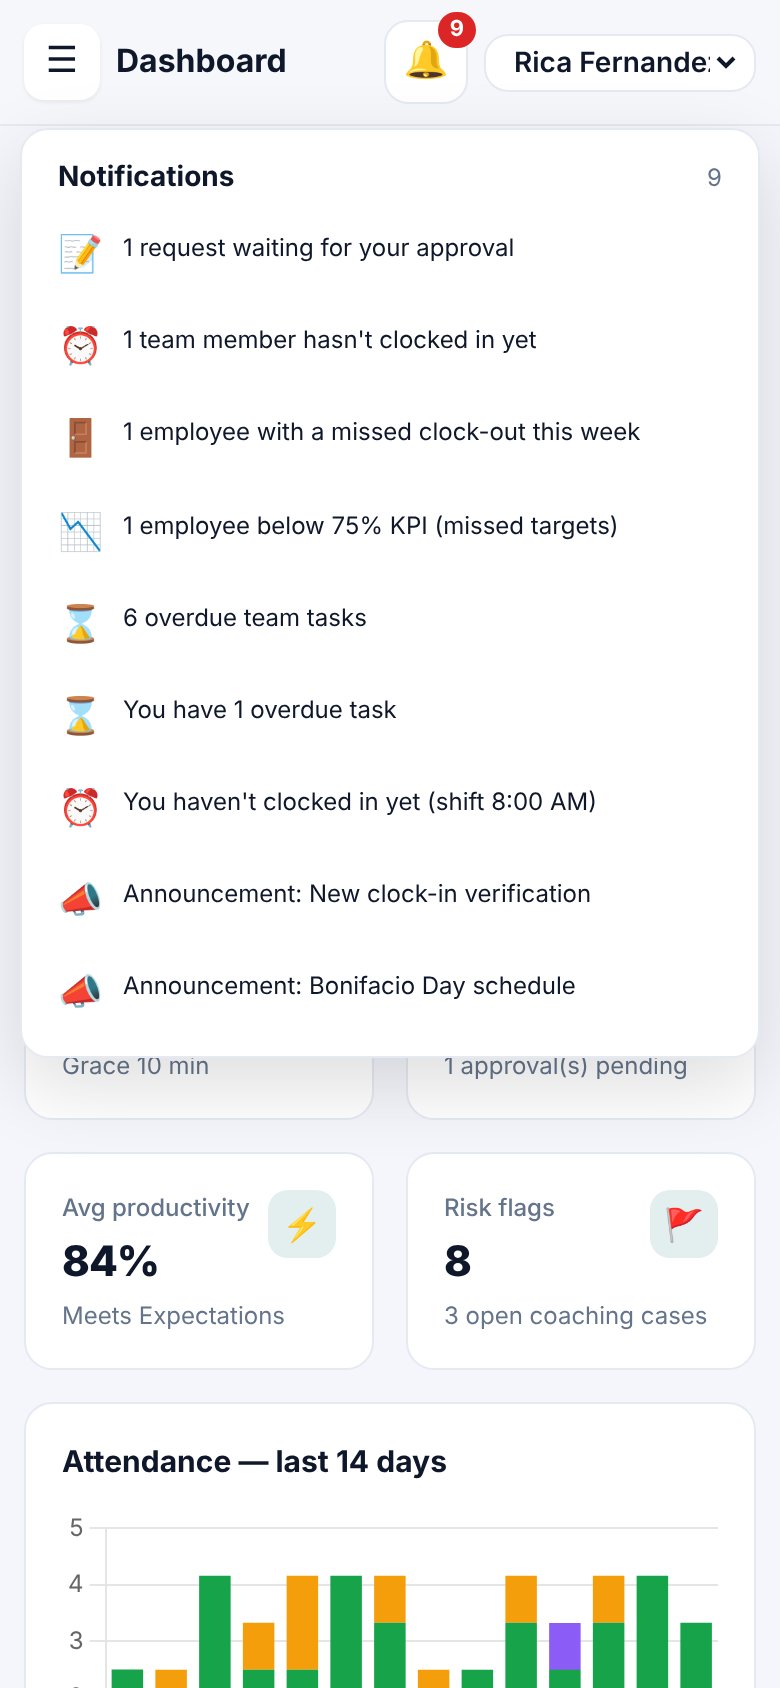 Dashboard
9
Rica Fernande
Notifications
9
1 request waiting for your approval
1 team member hasn't clocked in yet
1 employee with a missed clock-out this week
1 employee below 75% KPI (missed targets)
6 overdue team tasks
You have 1 overdue task
You haven't clocked in yet (shift 8:00 AM)
Announcement: New clock-in verification
Announcement: Bonifacio Day schedule
Grace 10 min
1 approval(s) pending
Avg productivity
84%
Meets Expectations
Risk flags
8
3 open coaching cases
Attendance — last 14 days
5
4
3